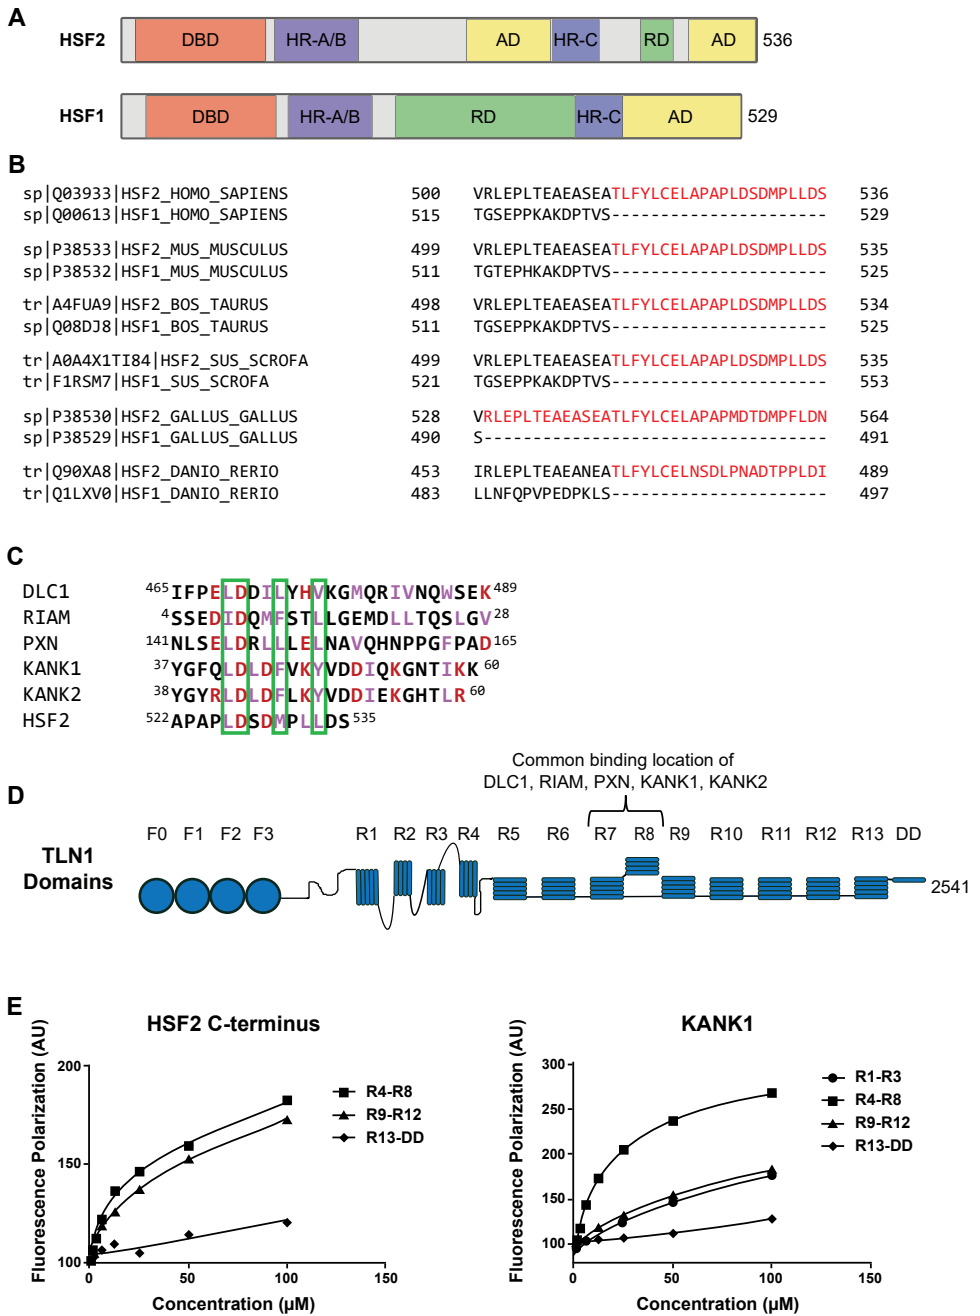 A
HSF2 DBD HR-A/B AD HR-C RD AD 536
HSF1 DBD HR-A/B RD HR-C AD 529
B
sp|Q03933|HSF2_HOMO_SAPIENS 500 VRLEPLTEAEASEATLFYLCELAPAPLDSDMPLLDS 536
sp|Q00613|HSF1_HOMO_SAPIENS 515 TGSEPPKAKDPTVS---------------------- 529
sp|P38533|HSF2_MUS_MUSCULUS 499 VRLEPLTEAEASEATLFYLCELAPAPLDSDMPLLDS 535
sp|P38532|HSF1_MUS_MUSCULUS 511 TGTEPHKAKDPTVS---------------------- 525
tr|A4FUA9|HSF2_BOS_TAURUS 498 VRLEPLTEAEASEATLFYLCELAPAPLDSDMPLLDS 534
sp|Q08DJ8|HSF1_BOS_TAURUS 511 TGSEPPKAKDPTVS---------------------- 525
tr|A0A4X1TI84|HSF2_SUS_SCROFA 499 VRLEPLTEAEASEATLFYLCELAPAPLDSDMPLLDS 535
tr|F1RSM7|HSF1_SUS_SCROFA 521 TGSEPPKAKDPTVS---------------------- 553
sp|P38530|HSF2_GALLUS_GALLUS 528 VRLEPLTEAEASEATLFYLCELAPAPMDTDMPFLDN 564
sp|P38529|HSF1_GALLUS_GALLUS 490 S----------------------------------- 491
tr|Q90XA8|HSF2_DANIO_RERIO 453 IRLEPLTEAEANEATLFYLCELNSDLPNADTPPLDI 489
tr|Q1LXV0|HSF1_DANIO_RERIO 483 LLNFQPVPEDPKLS---------------------- 497
C
DLC1 465IFPELDDILYHVKGMQRIVNQWSEK489
RIAM 4SSEDIDQMFSTLLGEMDLLTQSLGV28
PXN 141NLSELDRLLLELNAVQHNPPGFPAD165
KANK1 37YGFQLDLDFVKYVDDIQKGNTIKK60
KANK2 38YGYRLDLDFLKYVDDIEKGHTLR60
HSF2 522APAPLDSDMPLLDS535
Common binding location of
DLC1, RIAM, PXN, KANK1, KANK2
D
F0 F1 F2 F3 R1 R2 R3 R4 R5 R6 R7 R8 R9 R10 R11 R12 R13 DD
TLN1
Domains
2541
E
HSF2 C-terminus
Fluorescence Polarization (AU)
200
150
100
0 50 100 150
Concentration (µM)
R4-R8
R9-R12
R13-DD
KANK1
Fluorescence Polarization (AU)
300
250
200
150
100
50
0 50 100 150
Concentration (µM)
R1-R3
R4-R8
R9-R12
R13-DD